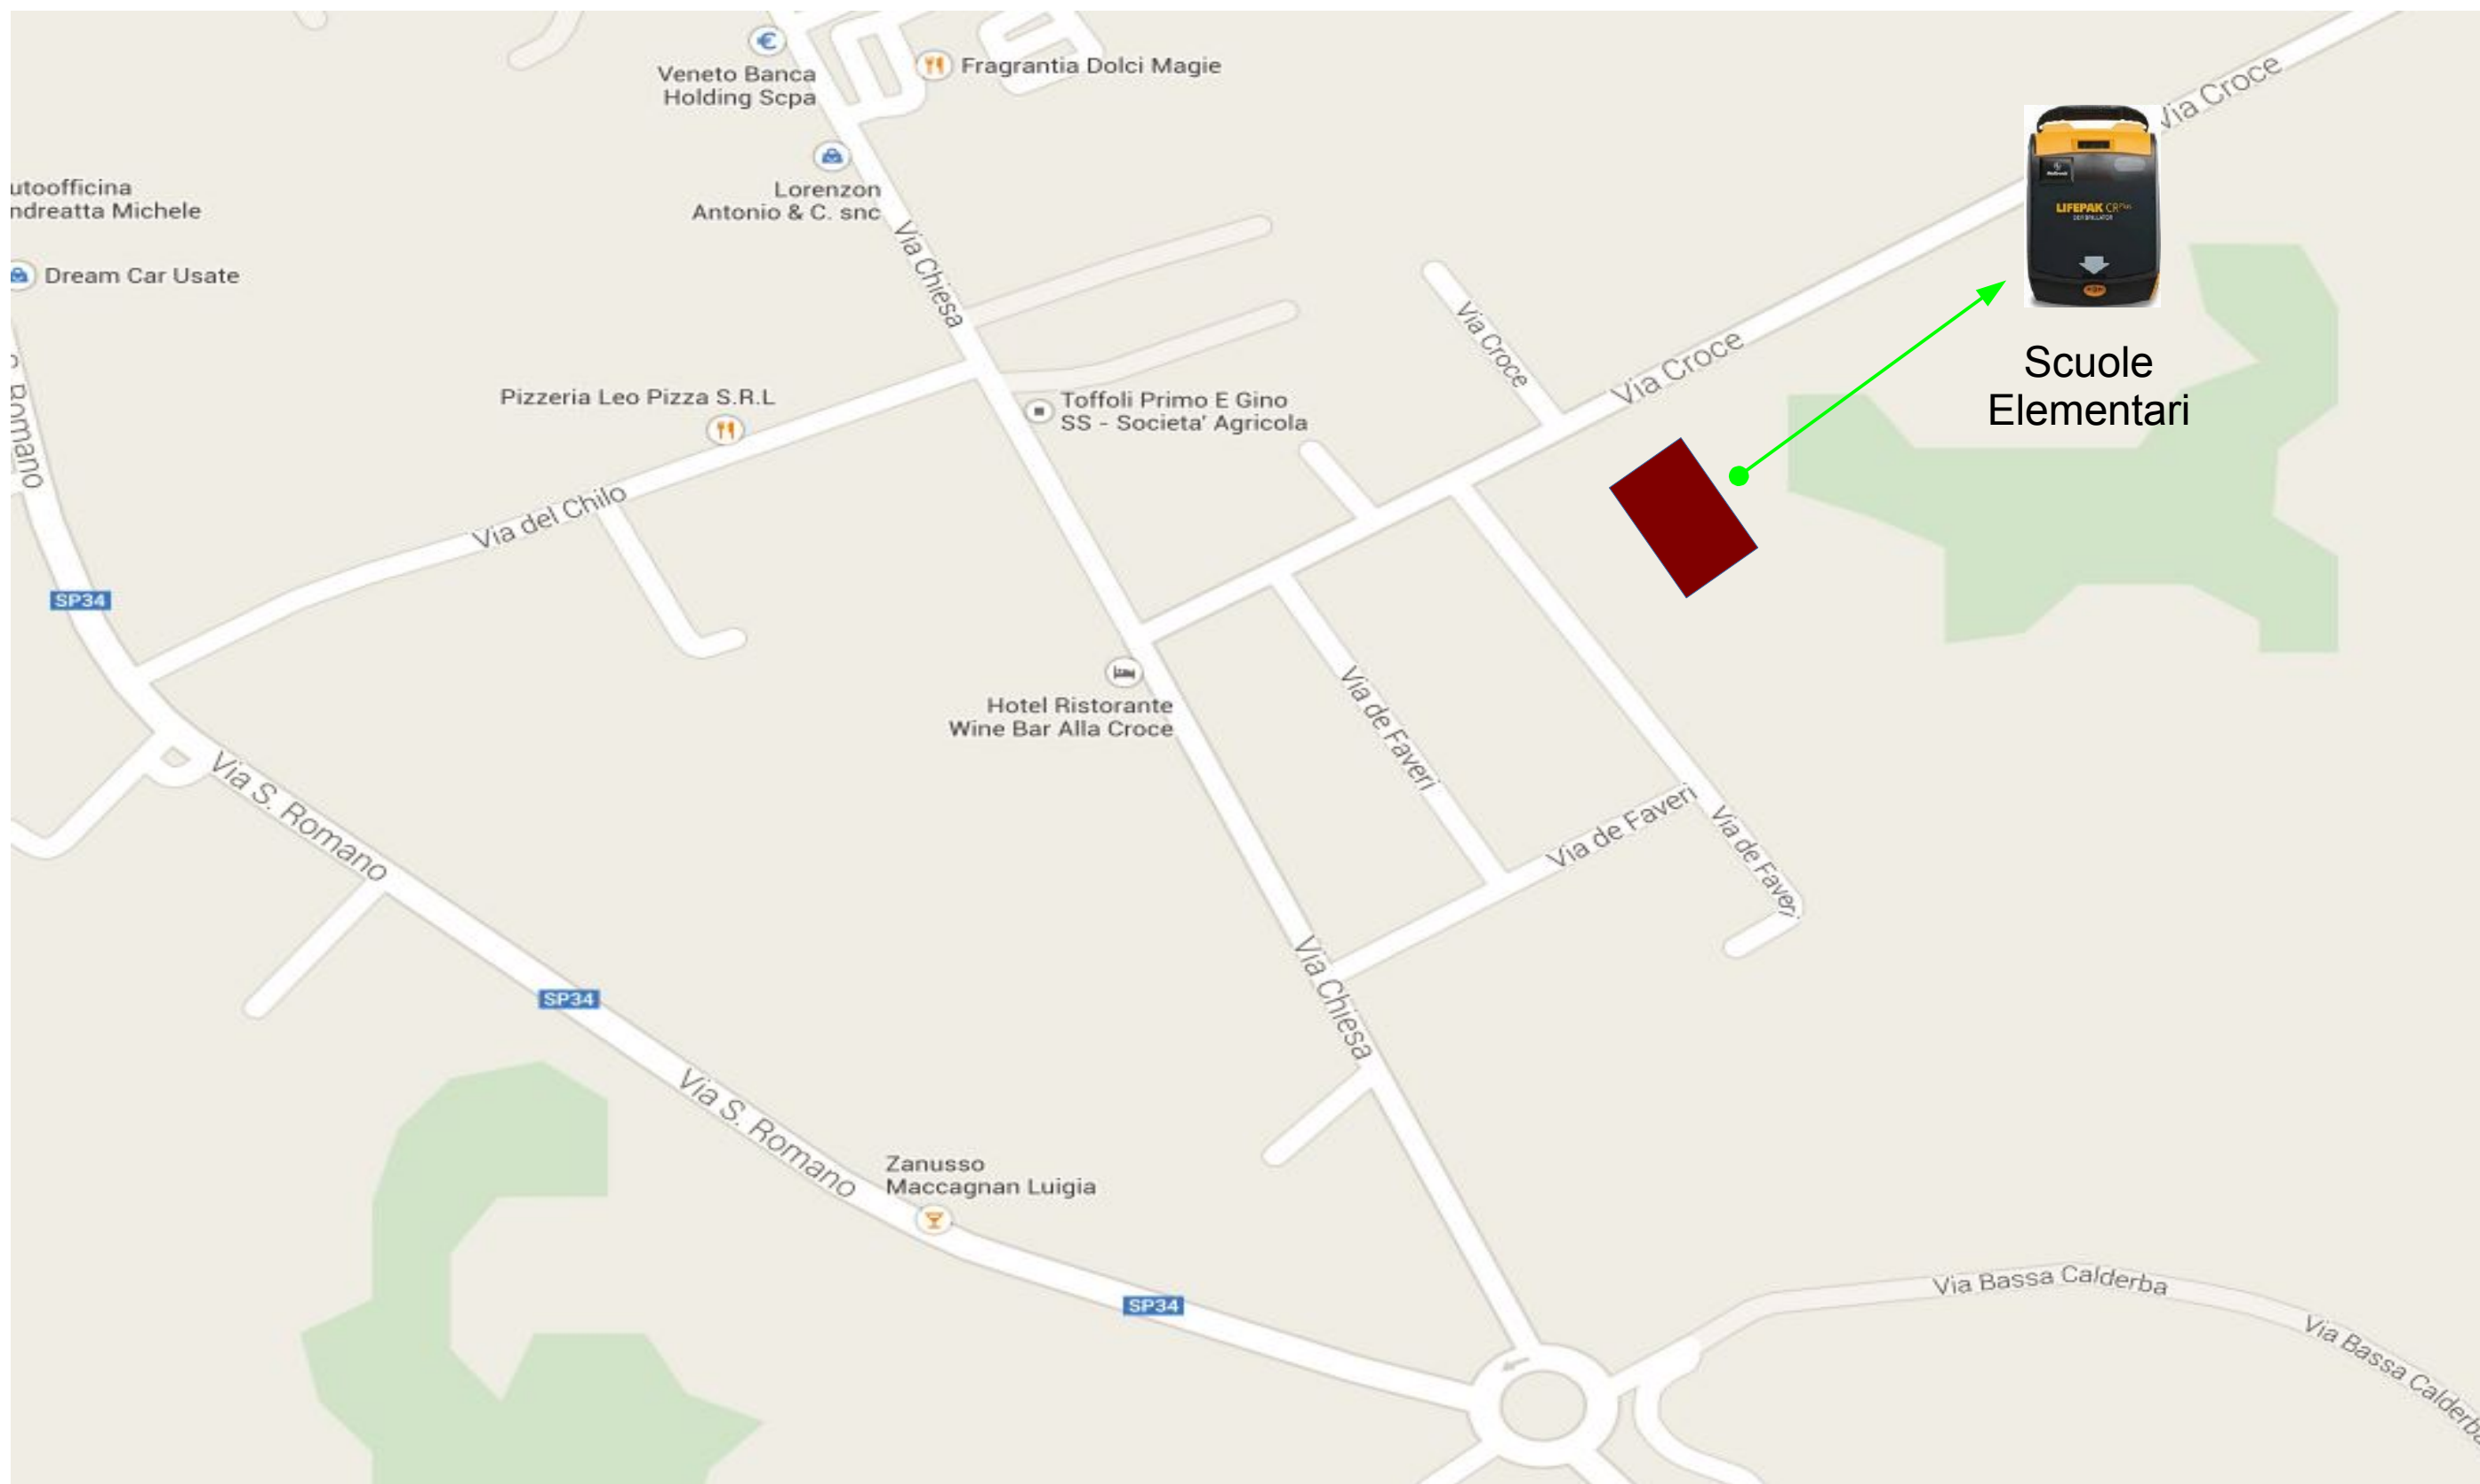 Veneto Banca
Holding Scpa
Fragrantia Dolci Magie
Via Croce
Lorenzon
Antonio & C. snc
utoofficina
ndreatta Michele
Dream Car Usate
Via Chiesa
LIFEPAK CR Plus
DEFIBRILLATOR
Scuole
Elementari
Via Croce
Via Croce
Pizzeria Leo Pizza S.R.L
Toffoli Primo E Gino
SS - Societa' Agricola
S. Romano
Via del Chilo
SP34
Hotel Ristorante
Wine Bar Alla Croce
Via de Faveri
Via de Faveri
Via de Faveri
Via S. Romano
SP34
Via Chiesa
Via S. Romano
Zanusso
Maccagnan Luigia
SP34
Via Bassa Calderba
Via Bassa Calderba